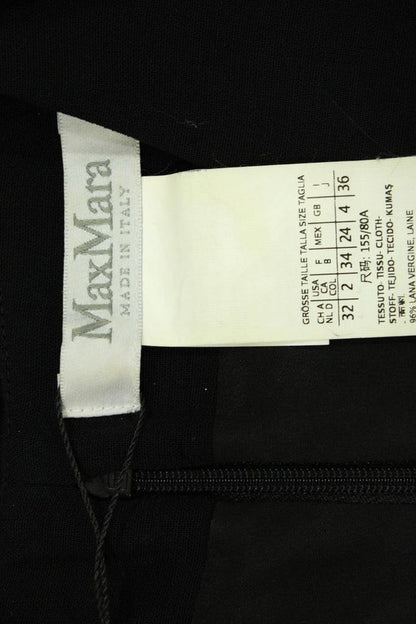 MaxMara
MADE IN ITALY
GRÖSSE TAILLE TALLA SIZE TAGLIA
CH A USA F MEX GB I
NL D CA B
COL
32 2 34 24 4 36
尺码: 155/80A
TESSUTO- TISSU- CLOTH-
STOFF- TEJIDO- TECIDO- KUMAŞ
96% LANA VERGINE, LAINE